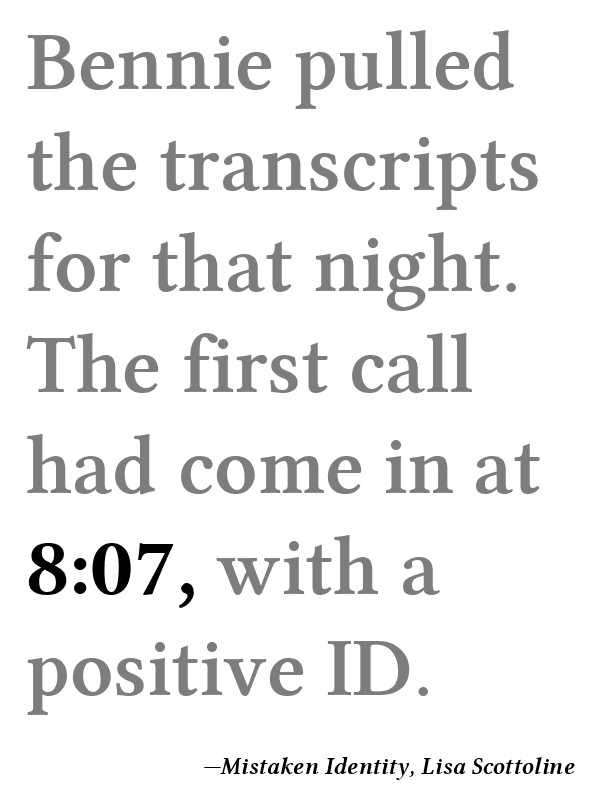 Bennie pulled
the transcripts
for that night.
The first call
had come in at
8:07, with a
positive ID.
—Mistaken Identity, Lisa Scottoline